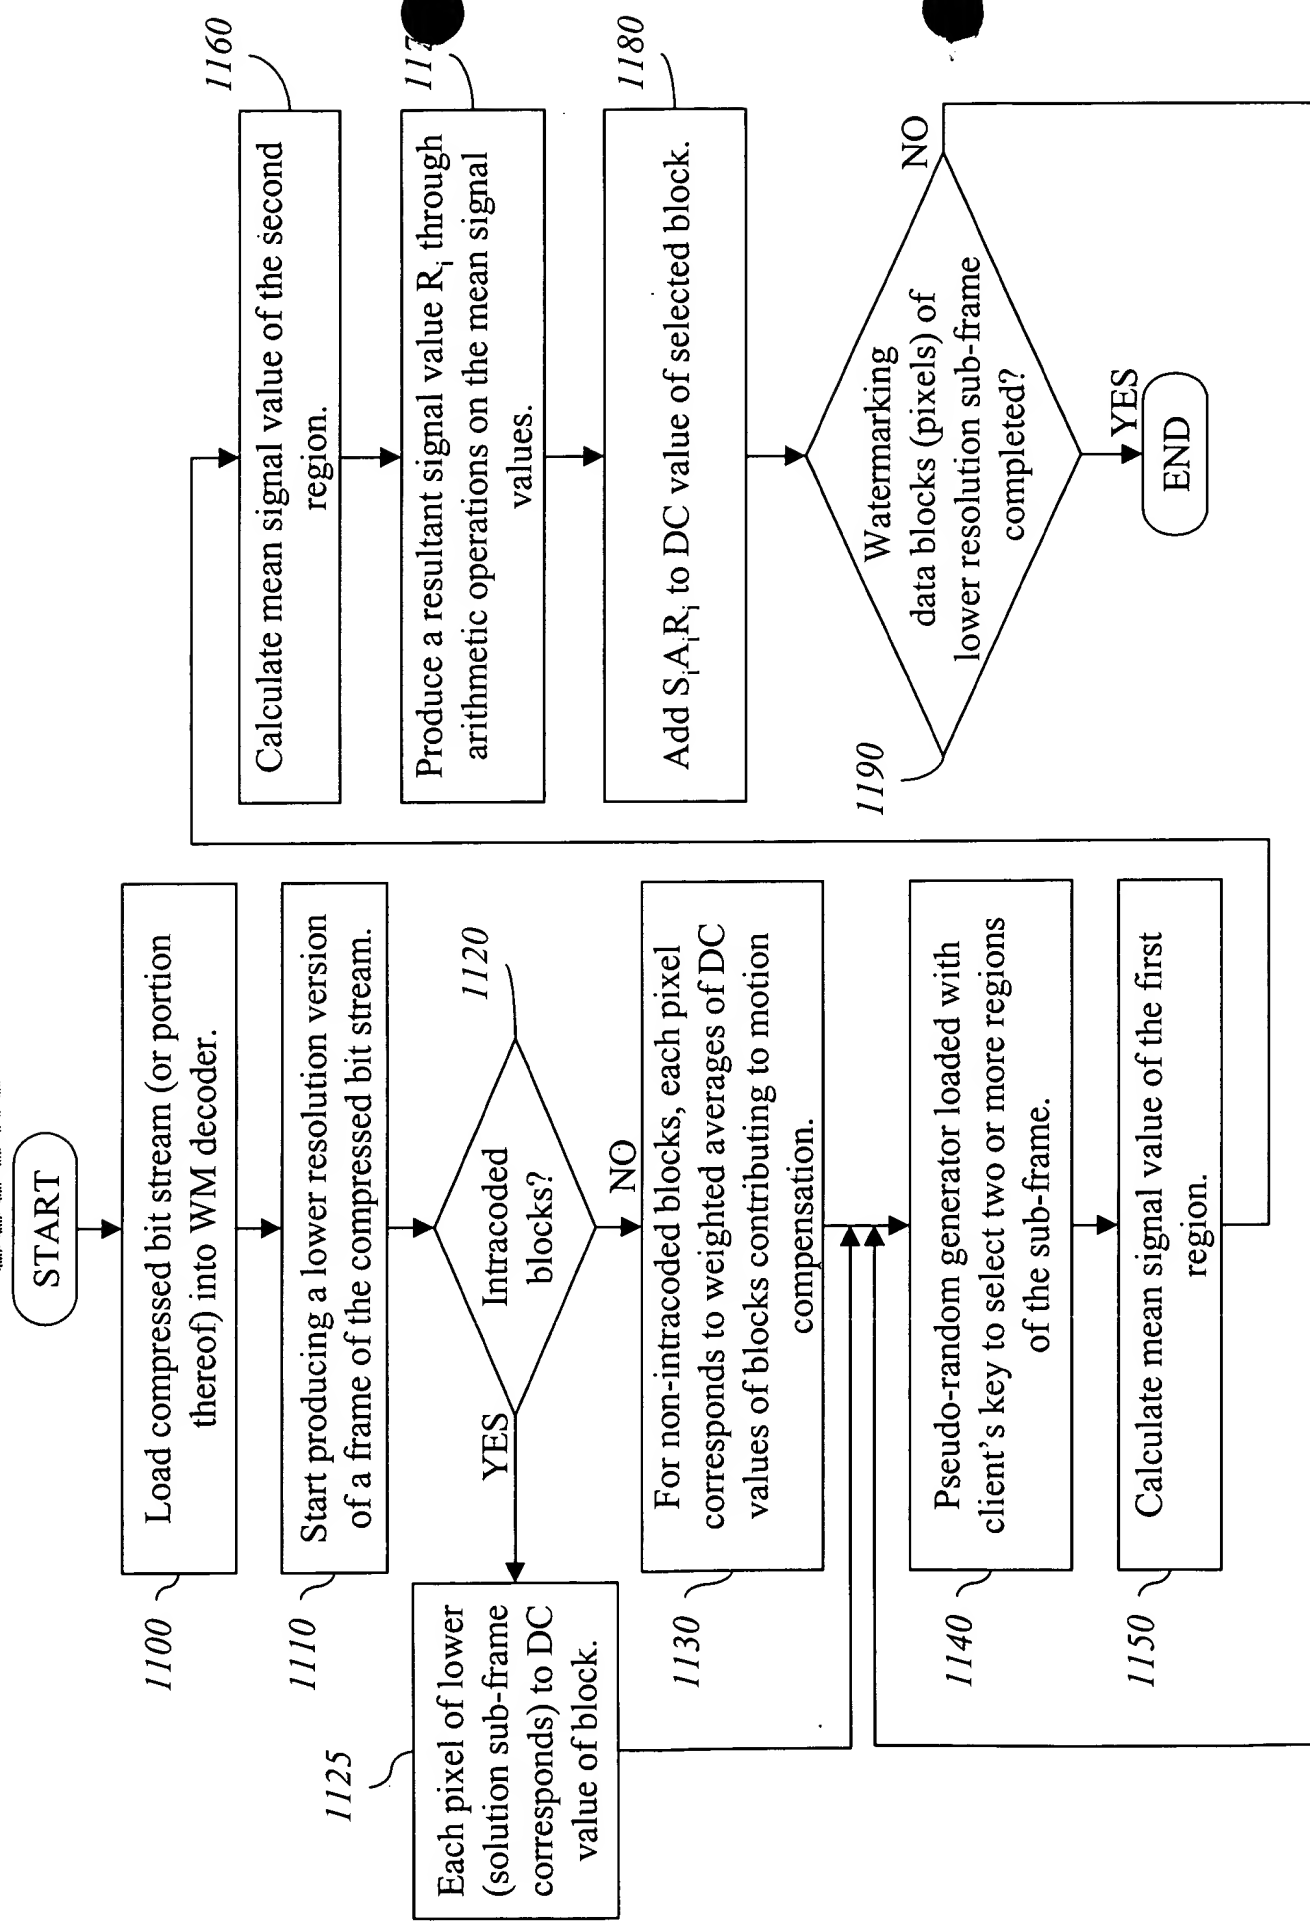 START
1100
Load compressed bit stream (or portion
thereof) into WM decoder.
1110
Start producing a lower resolution version
of a frame of the compressed bit stream.
1120
Intracoded
blocks?
YES
NO
1125
Each pixel of lower
(solution sub-frame
corresponds) to DC
value of block.
1130
For non-intracoded blocks, each pixel
corresponds to weighted averages of DC
values of blocks contributing to motion
compensation.
1140
Pseudo-random generator loaded with
client's key to select two or more regions
of the sub-frame.
1150
Calculate mean signal value of the first
region.
1160
Calculate mean signal value of the second
region.
117
Produce a resultant signal value Ri through
arithmetic operations on the mean signal
values.
1180
Add SiAiRi to DC value of selected block.
1190
Watermarking
data blocks (pixels) of
lower resolution sub-frame
completed?
NO
YES
END